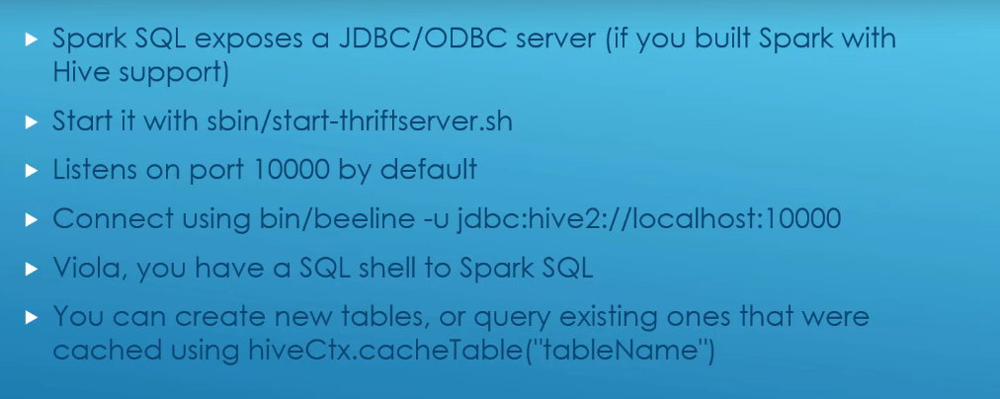 Spark SQL exposes a JDBC/ODBC server (if you built Spark with
Hive support)
Start it with sbin/start-thriftserver.sh
Listens on port 10000 by default
Connect using bin/beeline -u jdbc:hive2://localhost:10000
Viola, you have a SQL shell to Spark SQL
You can create new tables, or query existing ones that were
cached using hiveCtx.cacheTable("tableName")